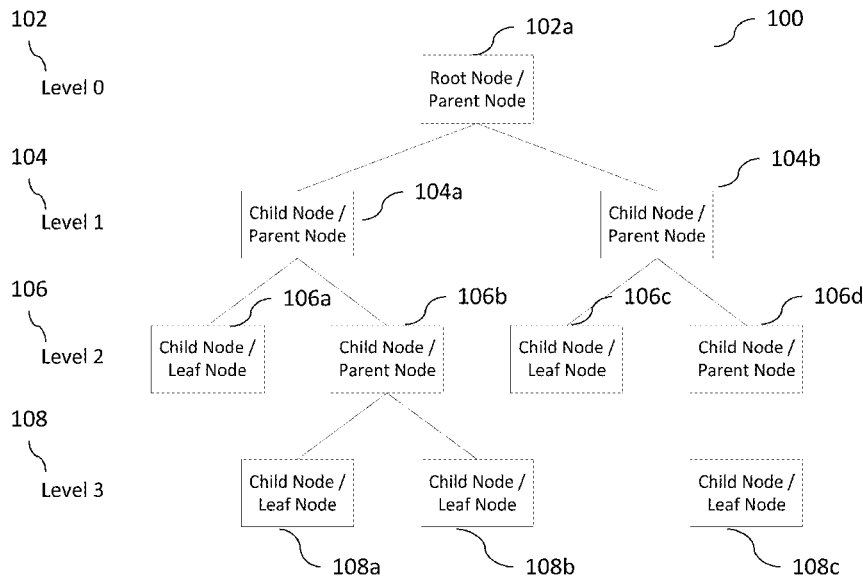 102
102a
100
Level 0
Root Node /
Parent Node
104
104b
104a
Level 1
Child Node /
Parent Node
Child Node /
Parent Node
106
106a
106b
106c
106d
Level 2
Child Node /
Leaf Node
Child Node /
Parent Node
Child Node /
Leaf Node
Child Node /
Parent Node
108
Level 3
Child Node /
Leaf Node
Child Node /
Leaf Node
Child Node /
Leaf Node
108a
108b
108c